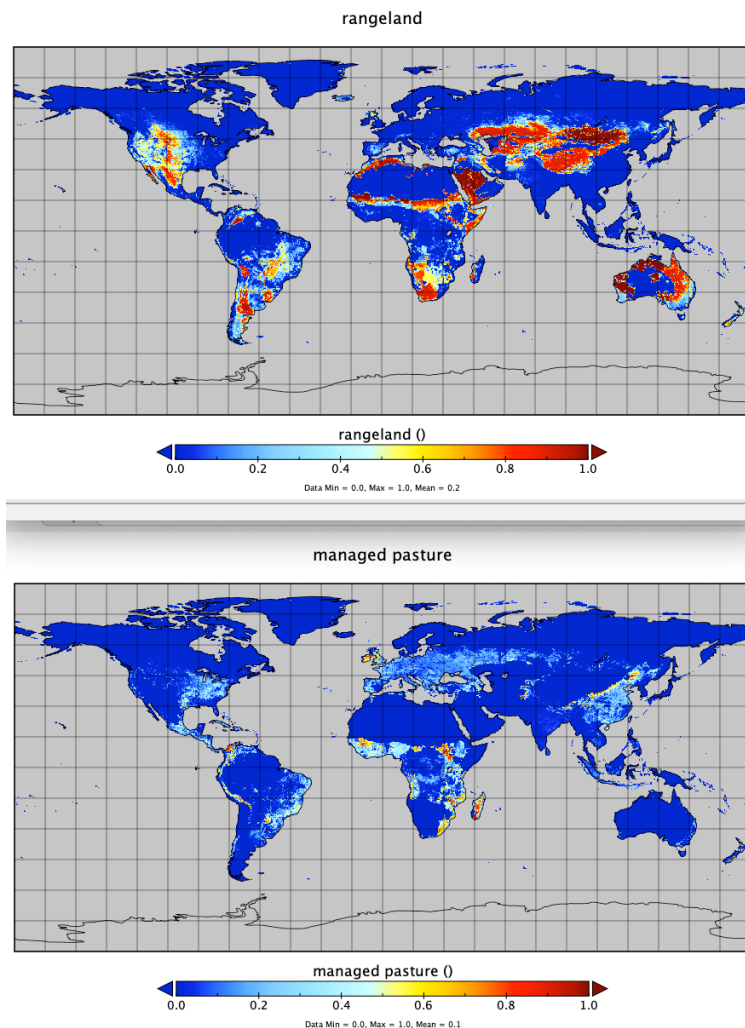 rangeland
rangeland ()
0.0 0.2 0.4 0.6 0.8 1.0
Data Min = 0.0, Max = 1.0, Mean = 0.2
managed pasture
managed pasture ()
0.0 0.2 0.4 0.6 0.8 1.0
Data Min = 0.0, Max = 1.0, Mean = 0.1